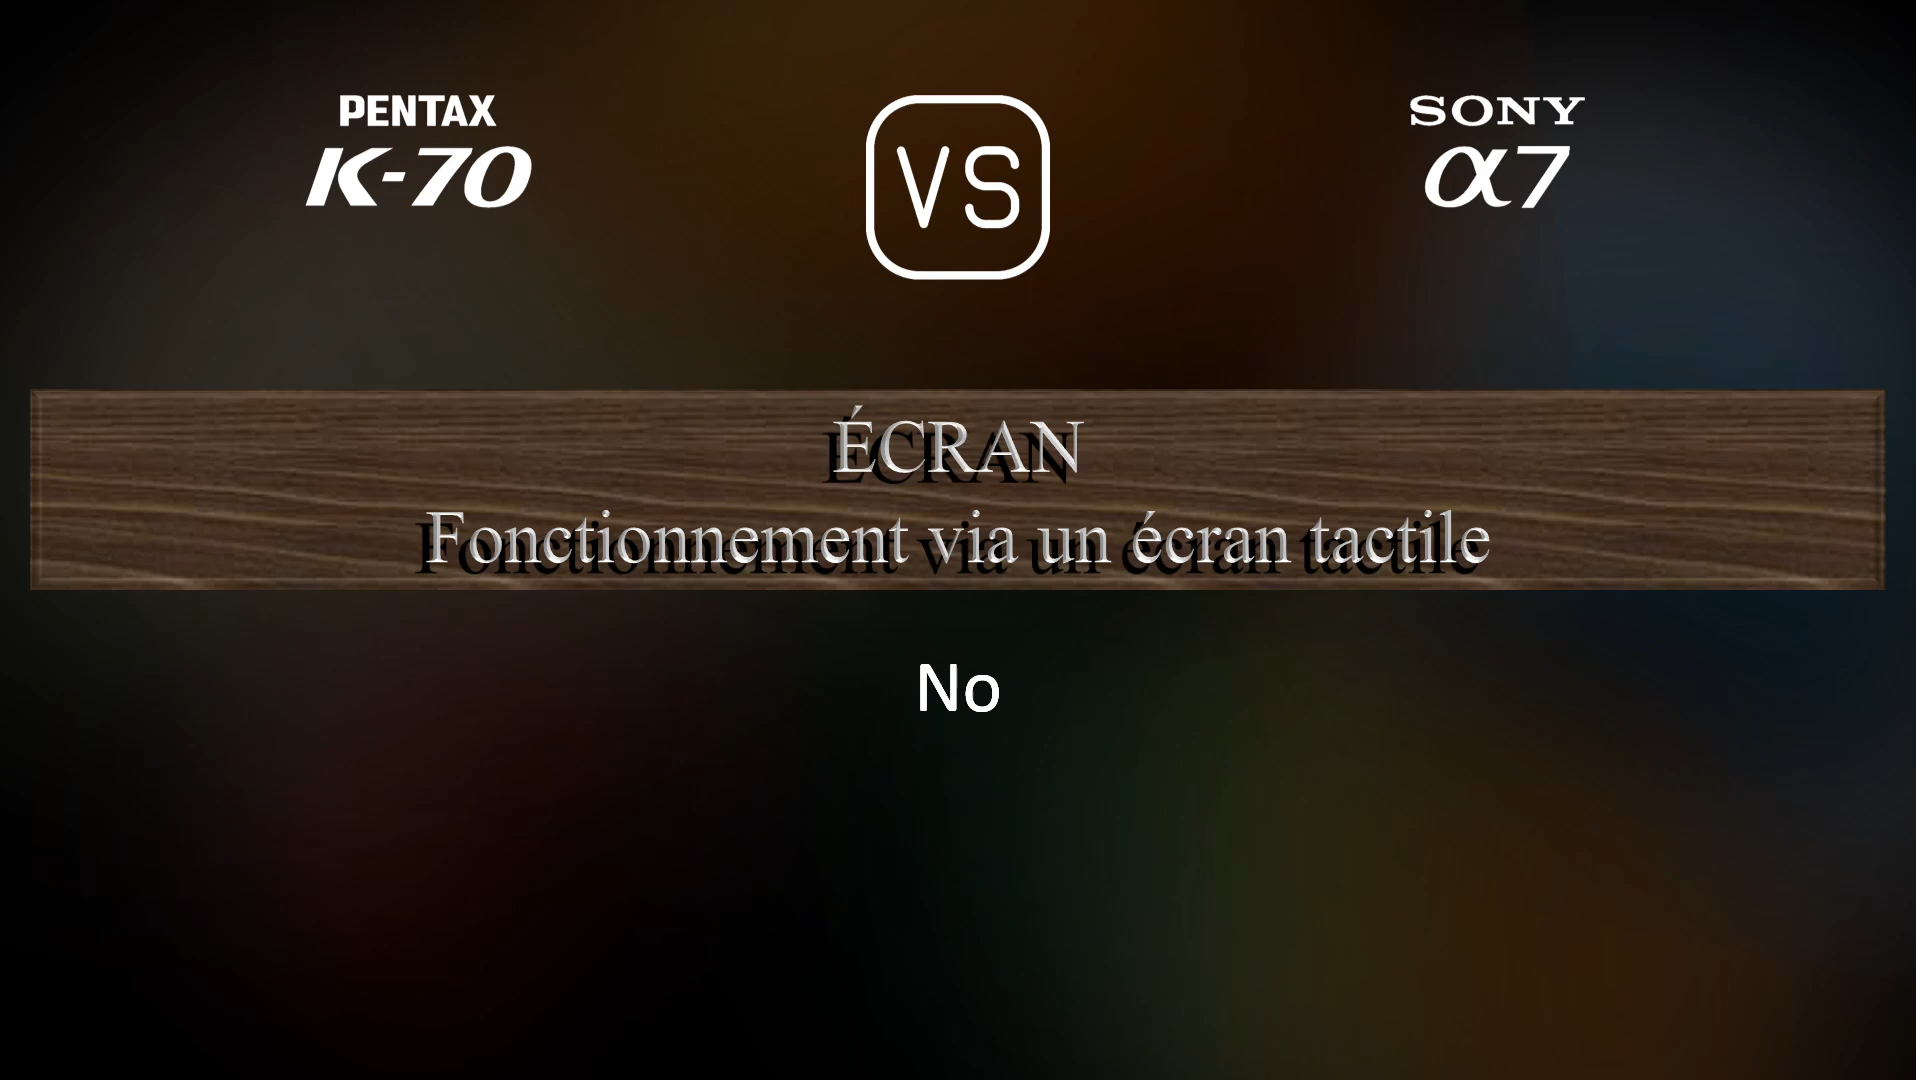 PENTAX
K-70
VS
SONY
α7
ÉCRAN
Fonctionnement via un écran tactile
No